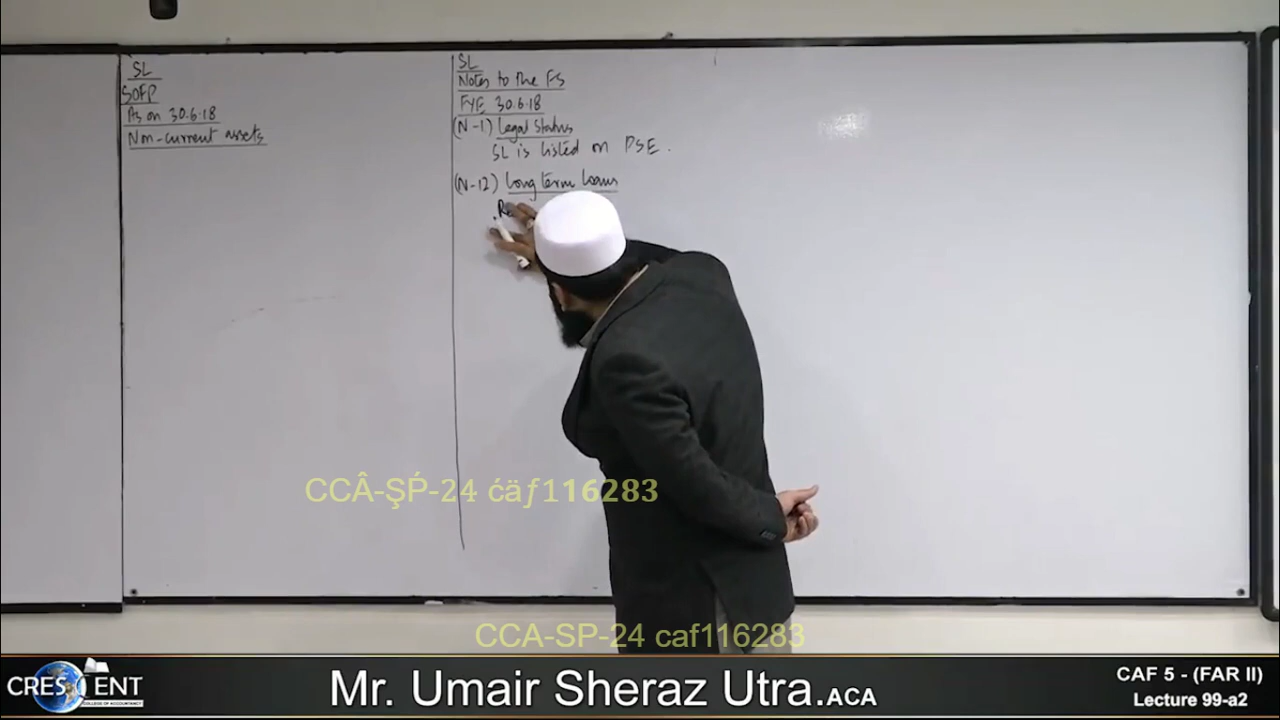 SL
SOFP
As on 30.6.18
Non-current assets
SL
Notes to the FS
FYE 30.6.18
(N-1) Legal Status
SL is listed on PSE.
(N-12) Long term loans
CCÂ-ŞṔ-24 ćäƒ116283
CCA-SP-24 caf116283
CRESCENT
COLLEGE OF ACCOUNTANCY
Mr. Umair Sheraz Utra.ACA
CAF 5 - (FAR II)
Lecture 99-a2